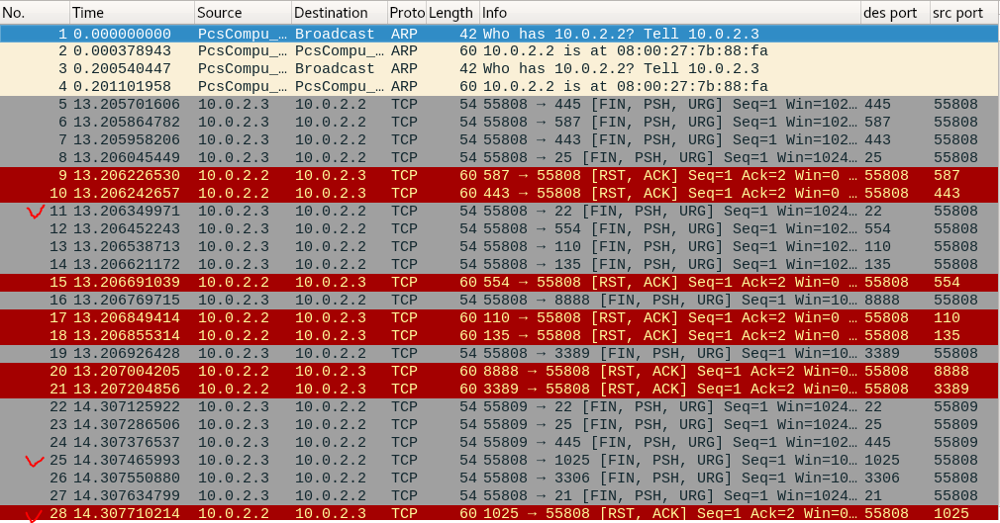 No. Time Source Destination Proto Length Info des port src port
1 0.000000000 PcsCompu_… Broadcast ARP 42 Who has 10.0.2.2? Tell 10.0.2.3
2 0.000378943 PcsCompu_… PcsCompu_… ARP 60 10.0.2.2 is at 08:00:27:7b:88:fa
3 0.200540447 PcsCompu_… Broadcast ARP 42 Who has 10.0.2.2? Tell 10.0.2.3
4 0.201101958 PcsCompu_… PcsCompu_… ARP 60 10.0.2.2 is at 08:00:27:7b:88:fa
5 13.205701606 10.0.2.3 10.0.2.2 TCP 54 55808 → 445 [FIN, PSH, URG] Seq=1 Win=102… 445 55808
6 13.205864782 10.0.2.3 10.0.2.2 TCP 54 55808 → 587 [FIN, PSH, URG] Seq=1 Win=102… 587 55808
7 13.205958206 10.0.2.3 10.0.2.2 TCP 54 55808 → 443 [FIN, PSH, URG] Seq=1 Win=102… 443 55808
8 13.206045449 10.0.2.3 10.0.2.2 TCP 54 55808 → 25 [FIN, PSH, URG] Seq=1 Win=1024… 25 55808
9 13.206226530 10.0.2.2 10.0.2.3 TCP 60 587 → 55808 [RST, ACK] Seq=1 Ack=2 Win=0 … 55808 587
10 13.206242657 10.0.2.2 10.0.2.3 TCP 60 443 → 55808 [RST, ACK] Seq=1 Ack=2 Win=0 … 55808 443
11 13.206349971 10.0.2.3 10.0.2.2 TCP 54 55808 → 22 [FIN, PSH, URG] Seq=1 Win=1024… 22 55808
12 13.206452243 10.0.2.3 10.0.2.2 TCP 54 55808 → 554 [FIN, PSH, URG] Seq=1 Win=102… 554 55808
13 13.206538713 10.0.2.3 10.0.2.2 TCP 54 55808 → 110 [FIN, PSH, URG] Seq=1 Win=102… 110 55808
14 13.206621172 10.0.2.3 10.0.2.2 TCP 54 55808 → 135 [FIN, PSH, URG] Seq=1 Win=102… 135 55808
15 13.206691039 10.0.2.2 10.0.2.3 TCP 60 554 → 55808 [RST, ACK] Seq=1 Ack=2 Win=0 … 55808 554
16 13.206769715 10.0.2.3 10.0.2.2 TCP 54 55808 → 8888 [FIN, PSH, URG] Seq=1 Win=10… 8888 55808
17 13.206849414 10.0.2.2 10.0.2.3 TCP 60 110 → 55808 [RST, ACK] Seq=1 Ack=2 Win=0 … 55808 110
18 13.206855314 10.0.2.2 10.0.2.3 TCP 60 135 → 55808 [RST, ACK] Seq=1 Ack=2 Win=0 … 55808 135
19 13.206926428 10.0.2.3 10.0.2.2 TCP 54 55808 → 3389 [FIN, PSH, URG] Seq=1 Win=10… 3389 55808
20 13.207004205 10.0.2.2 10.0.2.3 TCP 60 8888 → 55808 [RST, ACK] Seq=1 Ack=2 Win=0… 55808 8888
21 13.207204856 10.0.2.2 10.0.2.3 TCP 60 3389 → 55808 [RST, ACK] Seq=1 Ack=2 Win=0… 55808 3389
22 14.307125922 10.0.2.3 10.0.2.2 TCP 54 55809 → 22 [FIN, PSH, URG] Seq=1 Win=1024… 22 55809
23 14.307286506 10.0.2.3 10.0.2.2 TCP 54 55809 → 25 [FIN, PSH, URG] Seq=1 Win=1024… 25 55809
24 14.307376537 10.0.2.3 10.0.2.2 TCP 54 55809 → 445 [FIN, PSH, URG] Seq=1 Win=102… 445 55809
25 14.307465993 10.0.2.3 10.0.2.2 TCP 54 55808 → 1025 [FIN, PSH, URG] Seq=1 Win=10… 1025 55808
26 14.307550880 10.0.2.3 10.0.2.2 TCP 54 55808 → 3306 [FIN, PSH, URG] Seq=1 Win=10… 3306 55808
27 14.307634799 10.0.2.3 10.0.2.2 TCP 54 55808 → 21 [FIN, PSH, URG] Seq=1 Win=1024… 21 55808
28 14.307710214 10.0.2.2 10.0.2.3 TCP 60 1025 → 55808 [RST, ACK] Seq=1 Ack=2 Win=0… 55808 1025